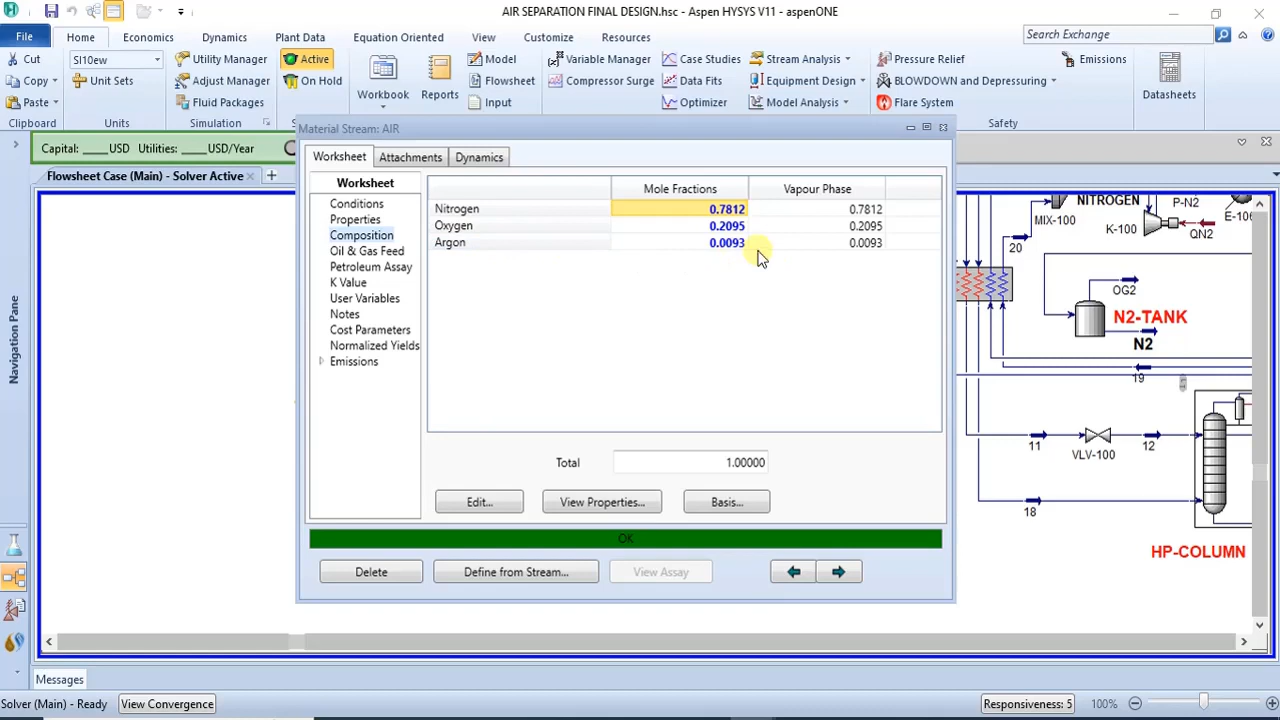 AIR SEPARATION FINAL DESIGN.hsc - Aspen HYSYS V11 - aspenONE
File Home Economics Dynamics Plant Data Equation Oriented View Customize Resources Search Exchange
Cut SI10ew Utility Manager Active Model Flowsheet Variable Manager Case Studies Stream Analysis Pressure Relief Emissions
Copy Unit Sets Adjust Manager On Hold Workbook Reports Compressor Surge Data Fits Equipment Design BLOWDOWN and Depressuring Datasheets
Paste Fluid Packages Input Optimizer Model Analysis Flare System
Clipboard Units Simulation Safety
Material Stream: AIR
Capital: ____USD Utilities: ____USD/Year
Flowsheet Case (Main) - Solver Active
Worksheet Attachments Dynamics
Worksheet
Conditions
Properties
Composition
Oil & Gas Feed
Petroleum Assay
K Value
User Variables
Notes
Cost Parameters
Normalized Yields
Emissions
Mole Fractions Vapour Phase
Nitrogen 0.7812 0.7812
Oxygen 0.2095 0.2095
Argon 0.0093 0.0093
Total 1.00000
Edit... View Properties... Basis...
OK
Delete Define from Stream... View Assay
Navigation Pane
NITROGEN P-N2
MIX-100
K-100
QN2
20
OG2
N2-TANK
N2
19
11
VLV-100
12
18
HP-COLUMN
Messages
Solver (Main) - Ready View Convergence Responsiveness: 5 100%